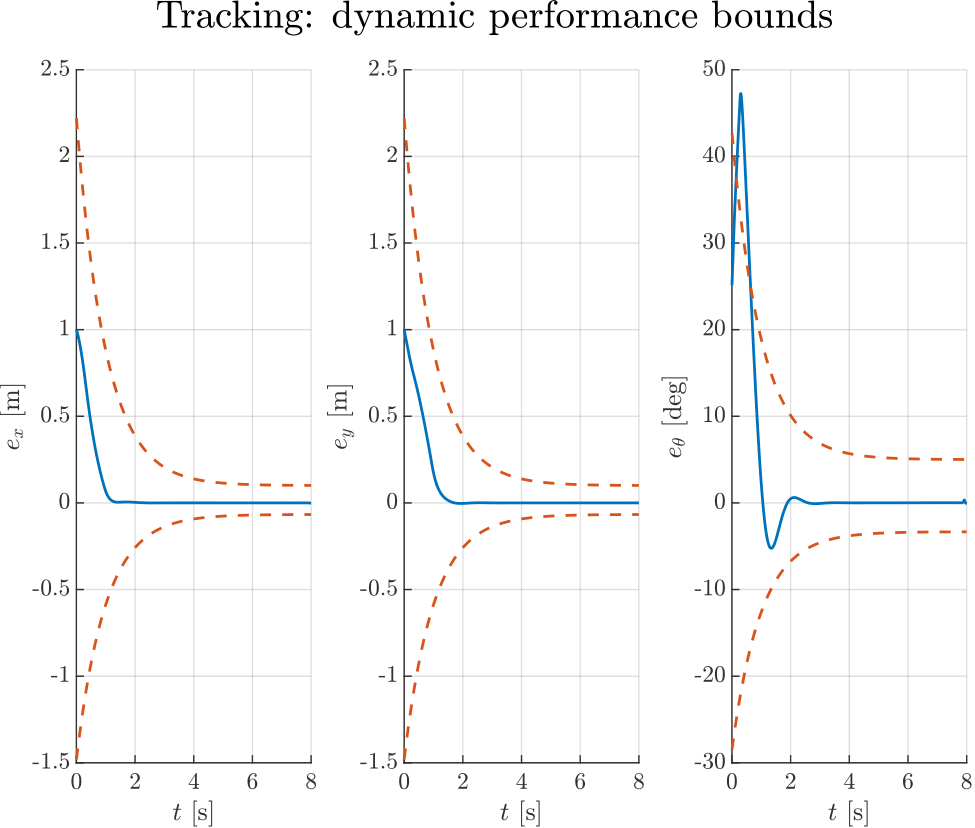 Tracking: dynamic performance bounds
2.5
2
1.5
1
0.5
0
-0.5
-1
-1.5
0 2 4 6 8
t [s]
e_x [m]
2.5
2
1.5
1
0.5
0
-0.5
-1
-1.5
0 2 4 6 8
t [s]
e_y [m]
50
40
30
20
10
0
-10
-20
-30
0 2 4 6 8
t [s]
e_θ [deg]